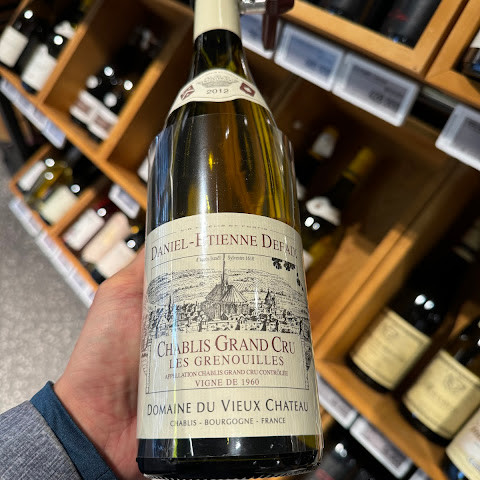 2012
DANIEL-ETIENNE DEFAIX
CHABLIS GRAND CRU
LES GRENOUILLES
APPELLATION CHABLIS GRAND CRU CONTRÔLÉE
VIGNE DE 1960
DOMAINE DU VIEUX CHATEAU
CHABLIS - BOURGOGNE - FRANCE